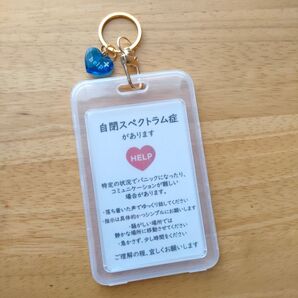 help
自閉スペクトラム症
があります
HELP
特定の状況でパニックになったり、
コミュニケーションが難しい
場合があります。
・落ち着いた声でゆっくり話してください
・指示は具体的かつシンプルにお願いします
・騒がしい場所では
静かな場所に移動させてください
・急かさず、少し時間をください
ご理解の程、宜しくお願いします